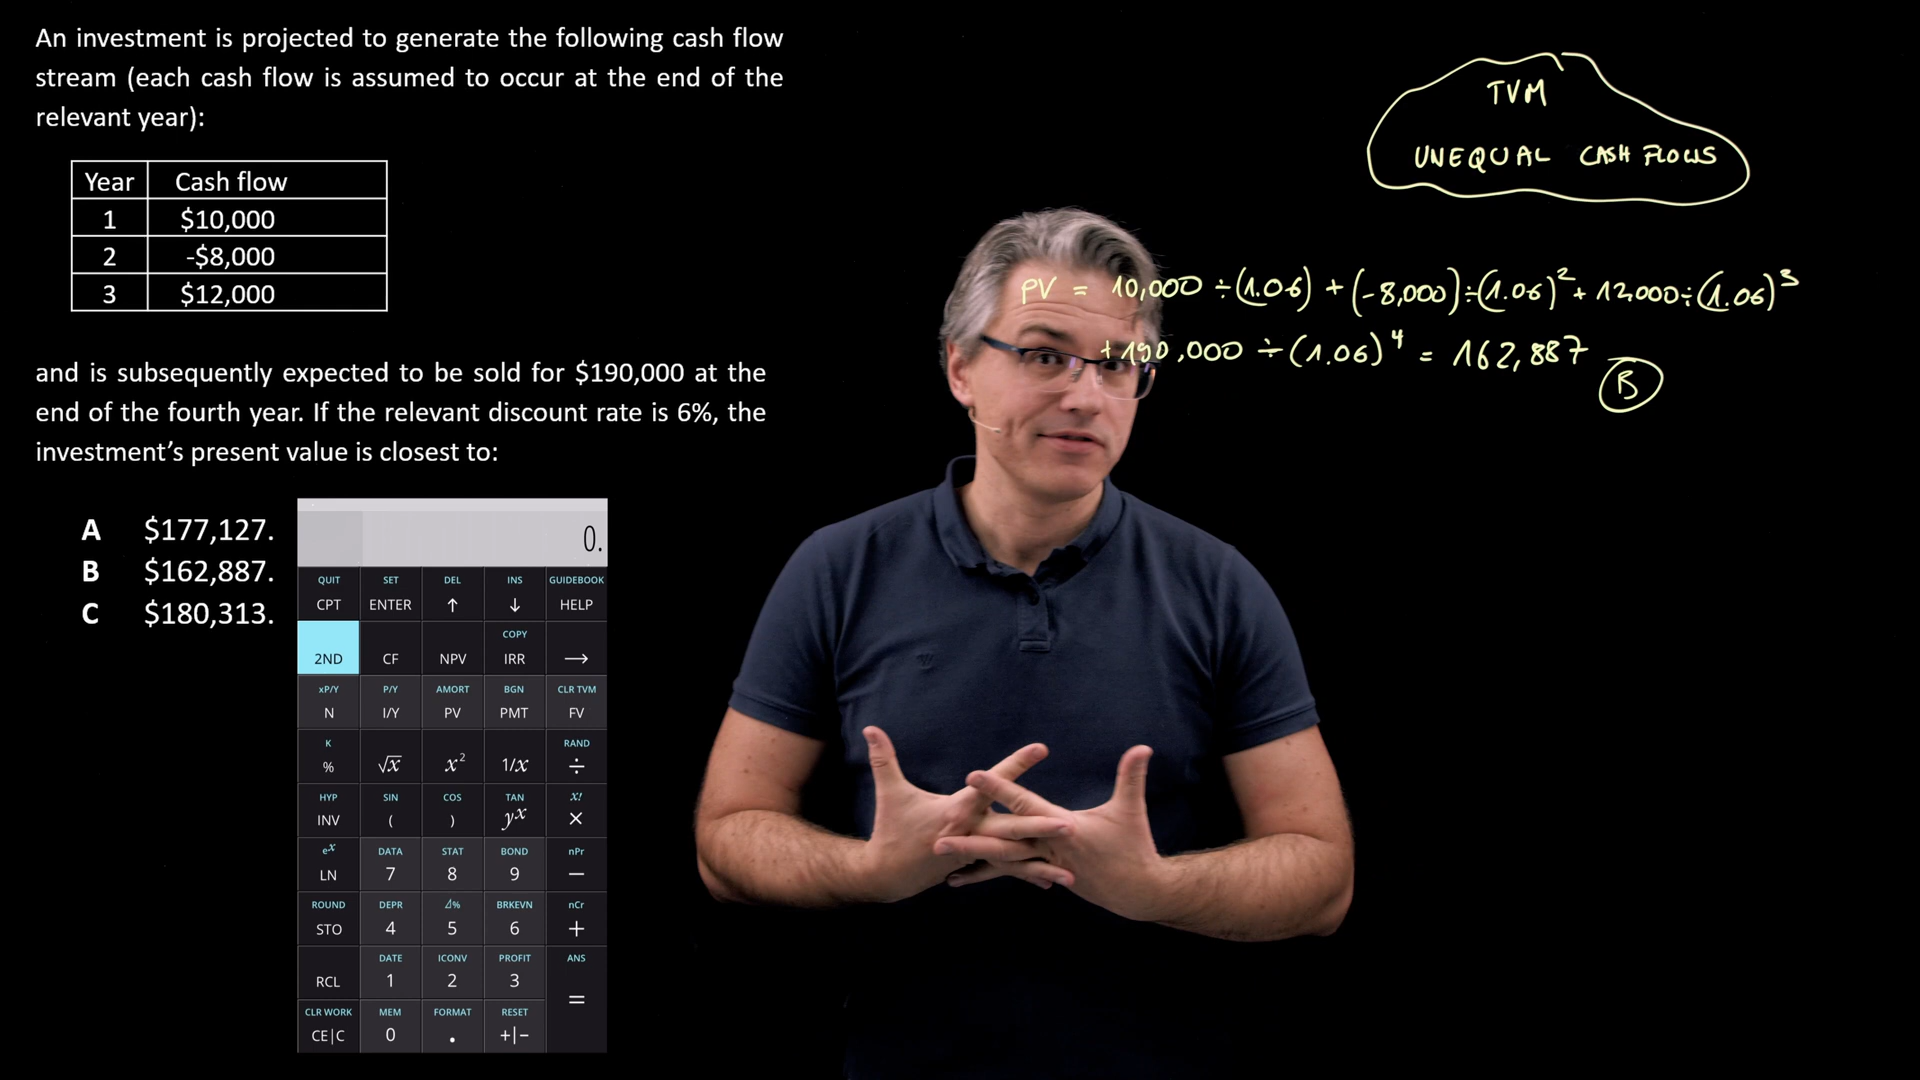 An investment is projected to generate the following cash flow
stream (each cash flow is assumed to occur at the end of the
relevant year):
Year Cash flow
1 $10,000
2 -$8,000
3 $12,000
and is subsequently expected to be sold for $190,000 at the
end of the fourth year. If the relevant discount rate is 6%, the
investment’s present value is closest to:
A $177,127.
B $162,887.
C $180,313.
0.
QUIT SET DEL INS GUIDEBOOK
CPT ENTER ↑ ↓ HELP
COPY
2ND CF NPV IRR →
xP/Y P/Y AMORT BGN CLR TVM
N I/Y PV PMT FV
K RAND
% √x x² 1/x ÷
HYP SIN COS TAN x!
INV ( ) yˣ ×
eˣ DATA STAT BOND nPr
LN 7 8 9 −
ROUND DEPR Δ% BRKEVN nCr
STO 4 5 6 +
DATE ICONV PROFIT ANS
RCL 1 2 3 =
CLR WORK MEM FORMAT RESET
CE|C 0 . +|−
TVM
UNEQUAL CASH FLOWS
PV = 10,000 ÷ (1.06) + (-8,000) ÷ (1.06)² + 12,000 ÷ (1.06)³
+ 190,000 ÷ (1.06)⁴ = 162,887
B